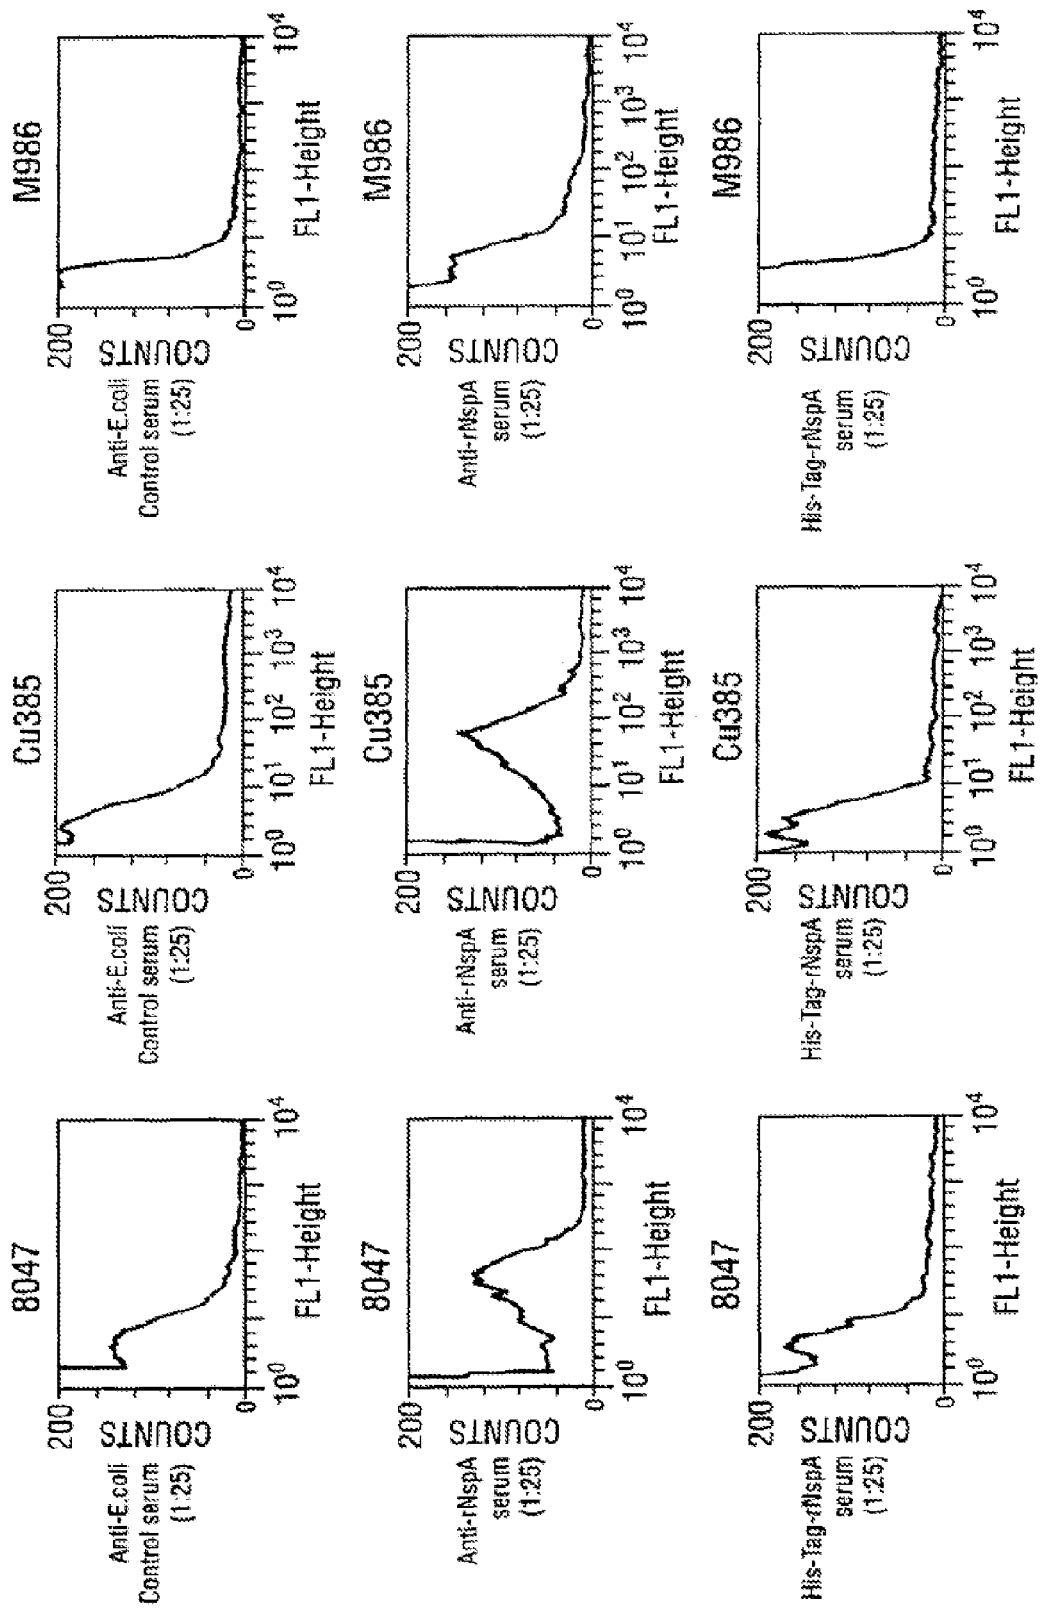 8047
200
Anti-E.coli
Control serum
(1:25)
COUNTS
0
10⁰ 10⁴
FL1-Height
Cu385
200
Anti-E.coli
Control serum
(1:25)
COUNTS
0
10⁰ 10¹ 10² 10³ 10⁴
FL1-Height
M986
200
Anti-E.coli
Control serum
(1:25)
COUNTS
0
10⁰ 10⁴
FL1-Height
8047
200
Anti-rNspA
serum
(1:25)
COUNTS
0
10⁰ 10⁴
FL1-Height
Cu385
200
Anti-rNspA
serum
(1:25)
COUNTS
0
10⁰ 10¹ 10² 10³ 10⁴
FL1-Height
M986
200
Anti-rNspA
serum
(1:25)
COUNTS
0
10⁰ 10¹ 10² 10³ 10⁴
FL1-Height
8047
200
His-Tag-rNspA
serum
(1:25)
COUNTS
0
10⁰ 10⁴
FL1-Height
Cu385
200
His-Tag-rNspA
serum
(1:25)
COUNTS
0
10⁰ 10¹ 10² 10³ 10⁴
FL1-Height
M986
200
His-Tag-rNspA
serum
(1:25)
COUNTS
0
10⁰ 10⁴
FL1-Height